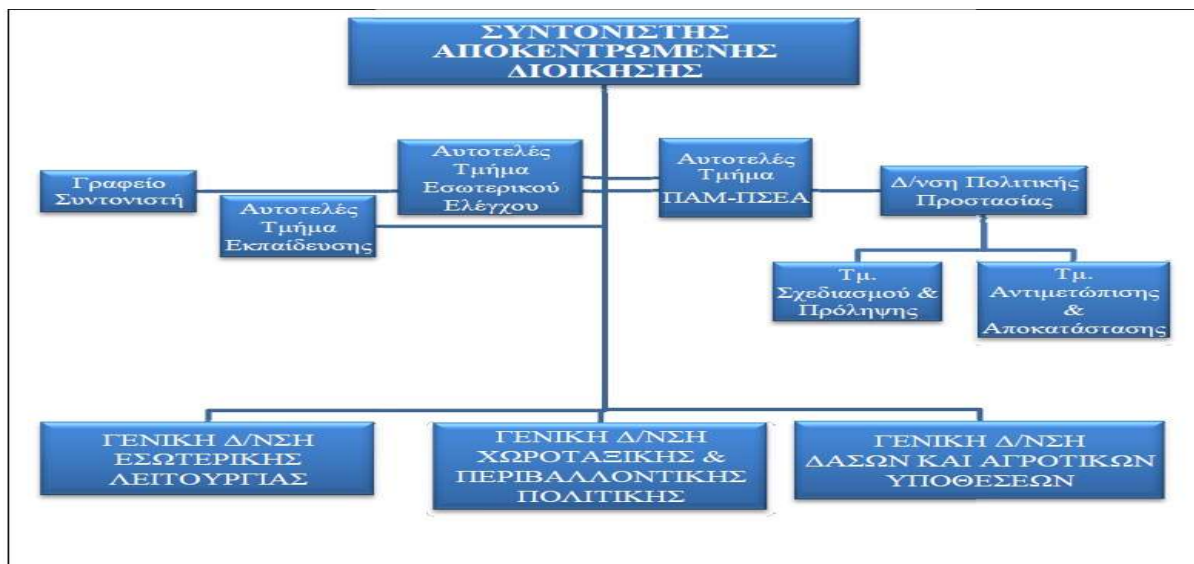 ΣΥΝΤΟΝΙΣΤΗΣ
ΑΠΟΚΕΝΤΡΩΜΕΝΗΣ
ΔΙΟΙΚΗΣΗΣ
Γραφείο
Συντονιστή
Αυτοτελές
Τμήμα
Εσωτερικού
Ελέγχου
Αυτοτελές
Τμήμα
Εκπαίδευσης
Αυτοτελές
Τμήμα
ΠΑΜ-ΠΣΕΑ
Δ/νση Πολιτικής
Προστασίας
Τμ.
Σχεδιασμού &
Πρόληψης
Τμ.
Αντιμετώπισης
&
Αποκατάστασης
ΓΕΝΙΚΗ Δ/ΝΣΗ
ΕΣΩΤΕΡΙΚΗΣ
ΛΕΙΤΟΥΡΓΙΑΣ
ΓΕΝΙΚΗ Δ/ΝΣΗ
ΧΩΡΟΤΑΞΙΚΗΣ &
ΠΕΡΙΒΑΛΛΟΝΤΙΚΗΣ
ΠΟΛΙΤΙΚΗΣ
ΓΕΝΙΚΗ Δ/ΝΣΗ
ΔΑΣΩΝ ΚΑΙ ΑΓΡΟΤΙΚΩΝ
ΥΠΟΘΕΣΕΩΝ